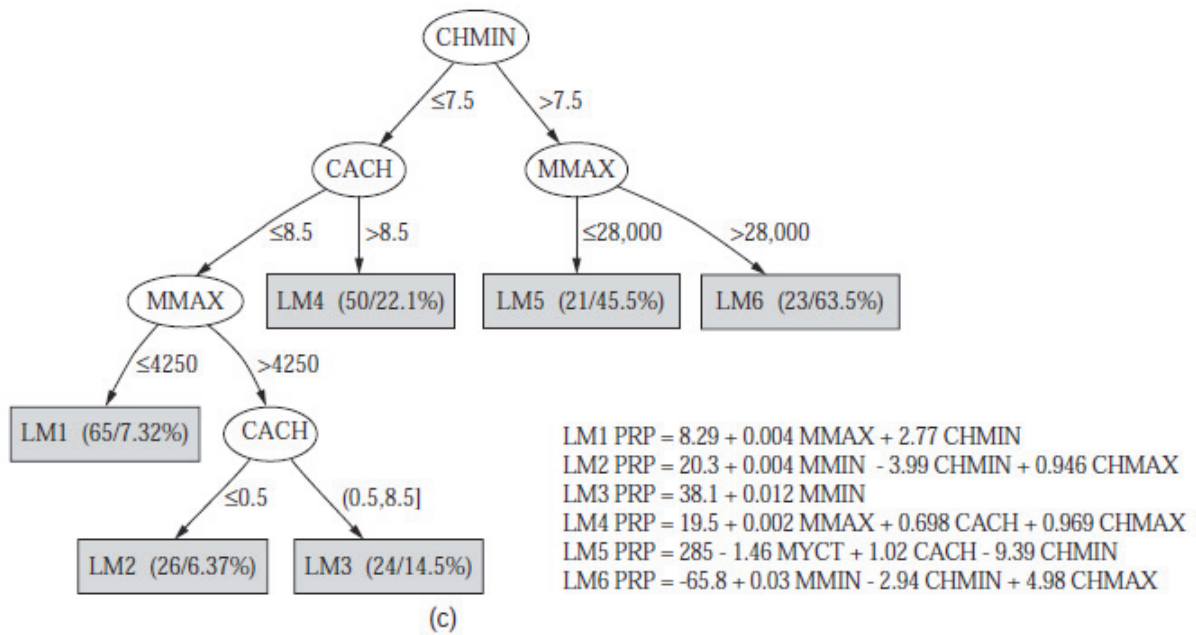 CHMIN
≤7.5
>7.5
CACH
MMAX
≤8.5
>8.5
≤28,000
>28,000
MMAX
LM4 (50/22.1%)
LM5 (21/45.5%)
LM6 (23/63.5%)
≤4250
>4250
LM1 (65/7.32%)
CACH
≤0.5
(0.5,8.5]
LM2 (26/6.37%)
LM3 (24/14.5%)
LM1 PRP = 8.29 + 0.004 MMAX + 2.77 CHMIN
LM2 PRP = 20.3 + 0.004 MMIN - 3.99 CHMIN + 0.946 CHMAX
LM3 PRP = 38.1 + 0.012 MMIN
LM4 PRP = 19.5 + 0.002 MMAX + 0.698 CACH + 0.969 CHMAX
LM5 PRP = 285 - 1.46 MYCT + 1.02 CACH - 9.39 CHMIN
LM6 PRP = -65.8 + 0.03 MMIN - 2.94 CHMIN + 4.98 CHMAX
(c)